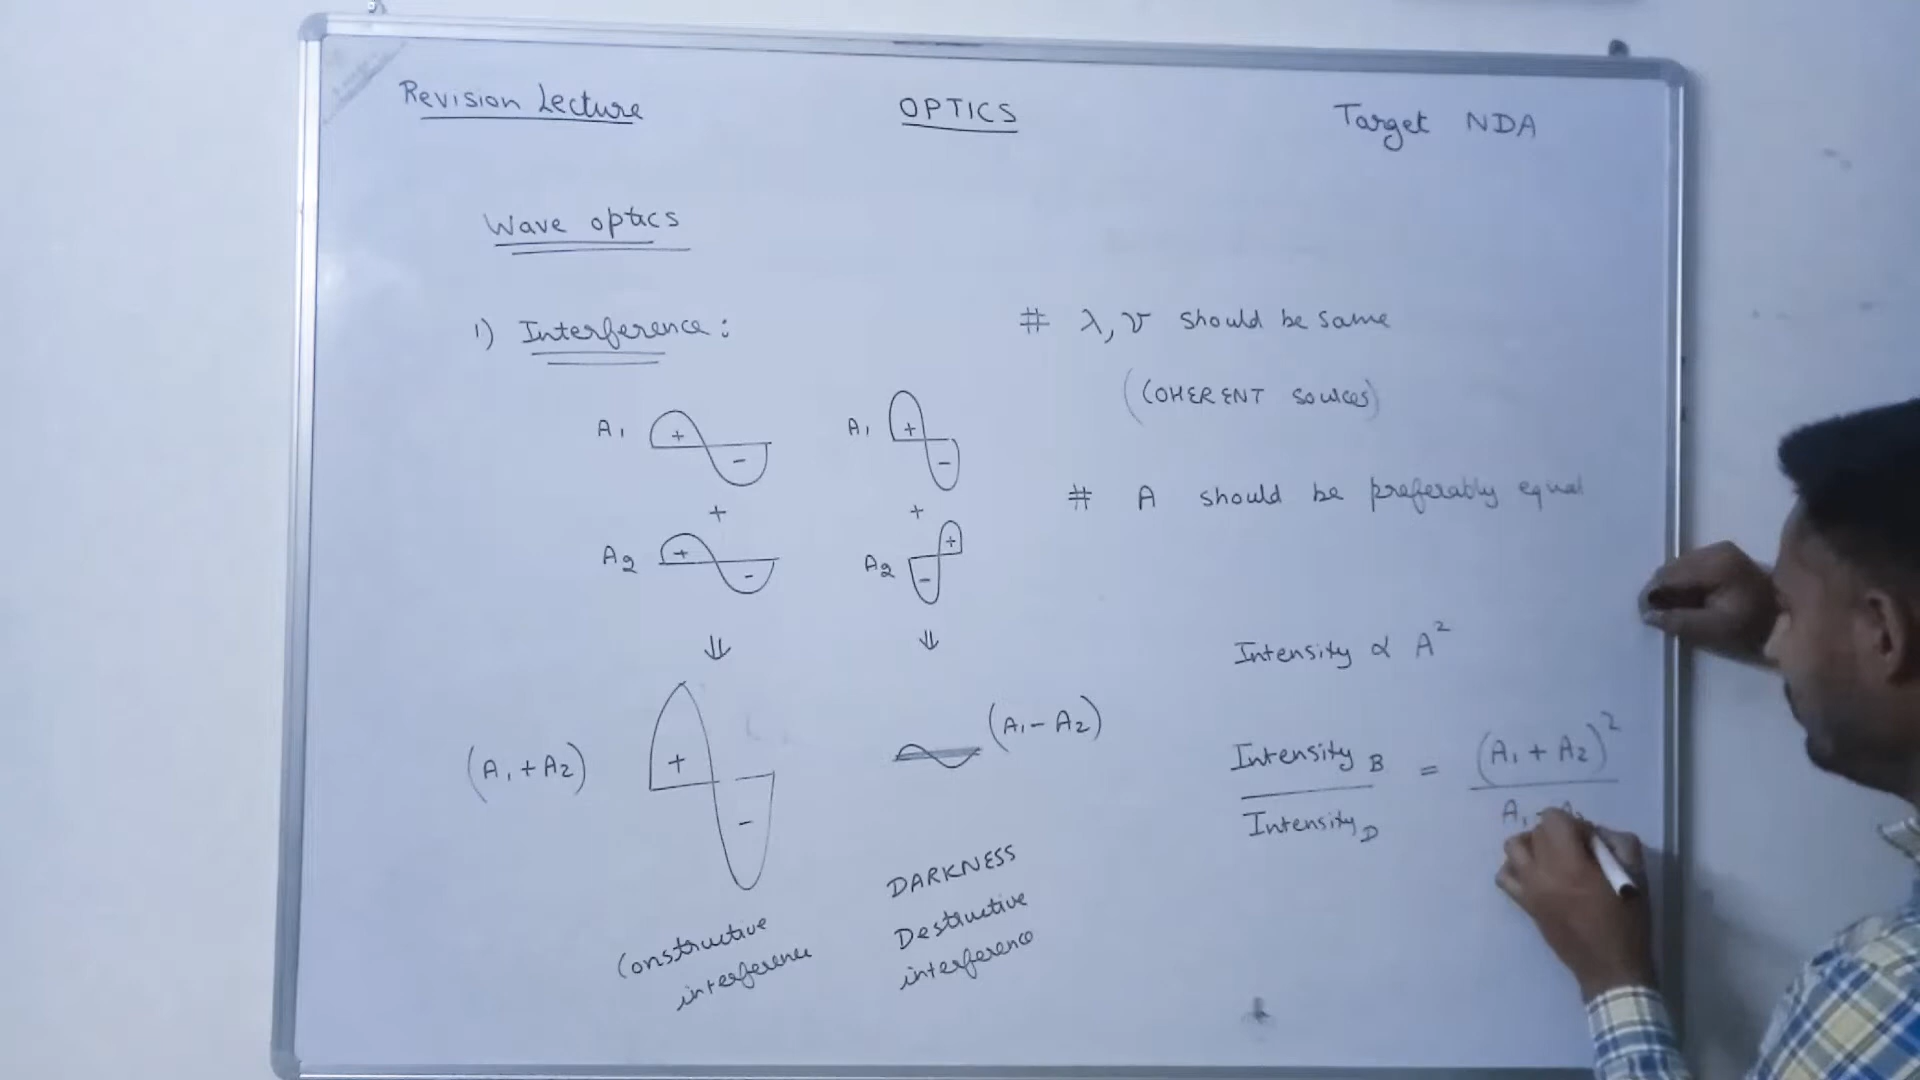 Revision Lecture
OPTICS
Target NDA
Wave optics
1) Interference:
A1 + -
+
A2 + -
⇓
(A1 + A2) + -
Constructive
interference
A1 + -
+
A2 - +
⇓
(A1 - A2)
DARKNESS
Destructive
interference
# λ, ν should be same
(COHERENT sources)
# A should be preferably equal
Intensity ∝ A²
Intensity B / Intensity D = (A1 + A2)² / A1 - A2